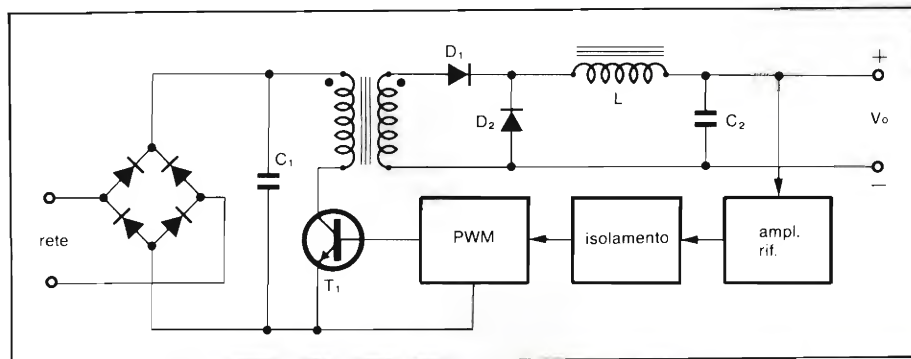 D₁
+
L
D₂
C₂
Vₒ
C₁
−
rete
PWM
isolamento
ampl.
rif.
T₁